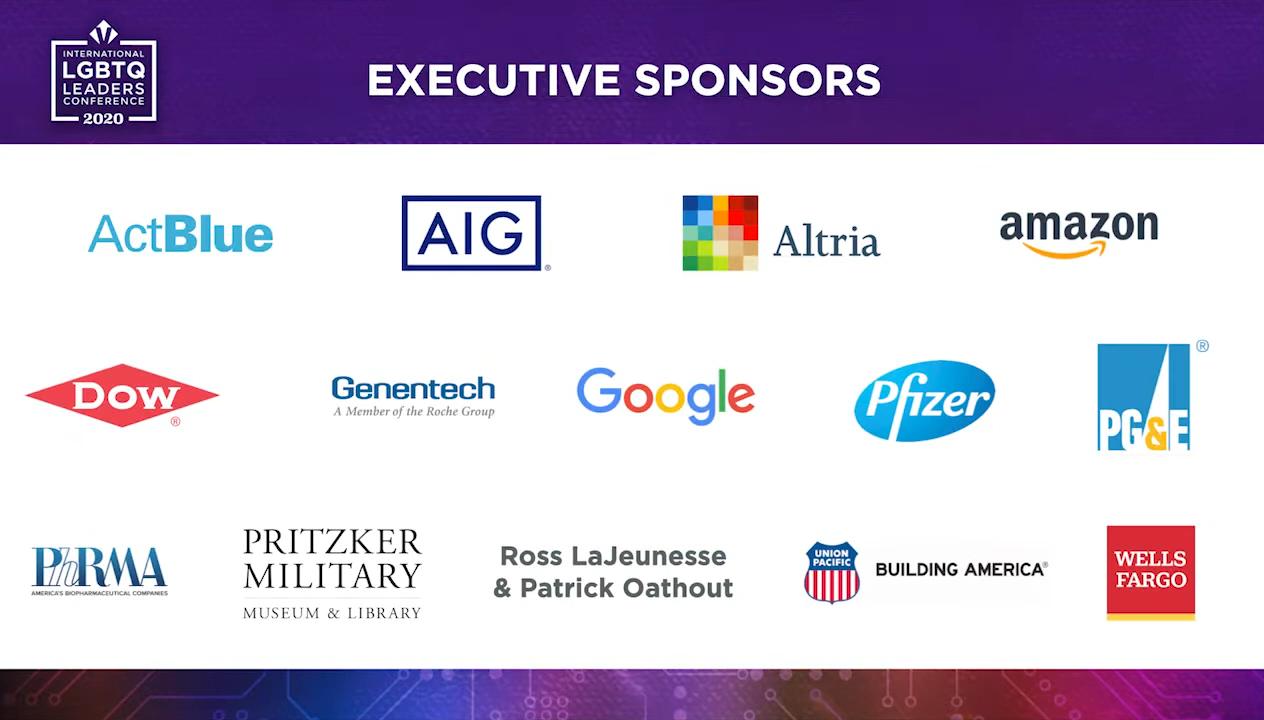 INTERNATIONAL
LGBTQ
LEADERS
CONFERENCE
2020
EXECUTIVE SPONSORS
ActBlue
AIG®
Altria
amazon
Dow®
Genentech
A Member of the Roche Group
Google
Pfizer
PG&E®
PhRMA
AMERICA'S BIOPHARMACEUTICAL COMPANIES
PRITZKER
MILITARY
MUSEUM & LIBRARY
Ross LaJeunesse
& Patrick Oathout
UNION
PACIFIC
BUILDING AMERICA®
WELLS
FARGO